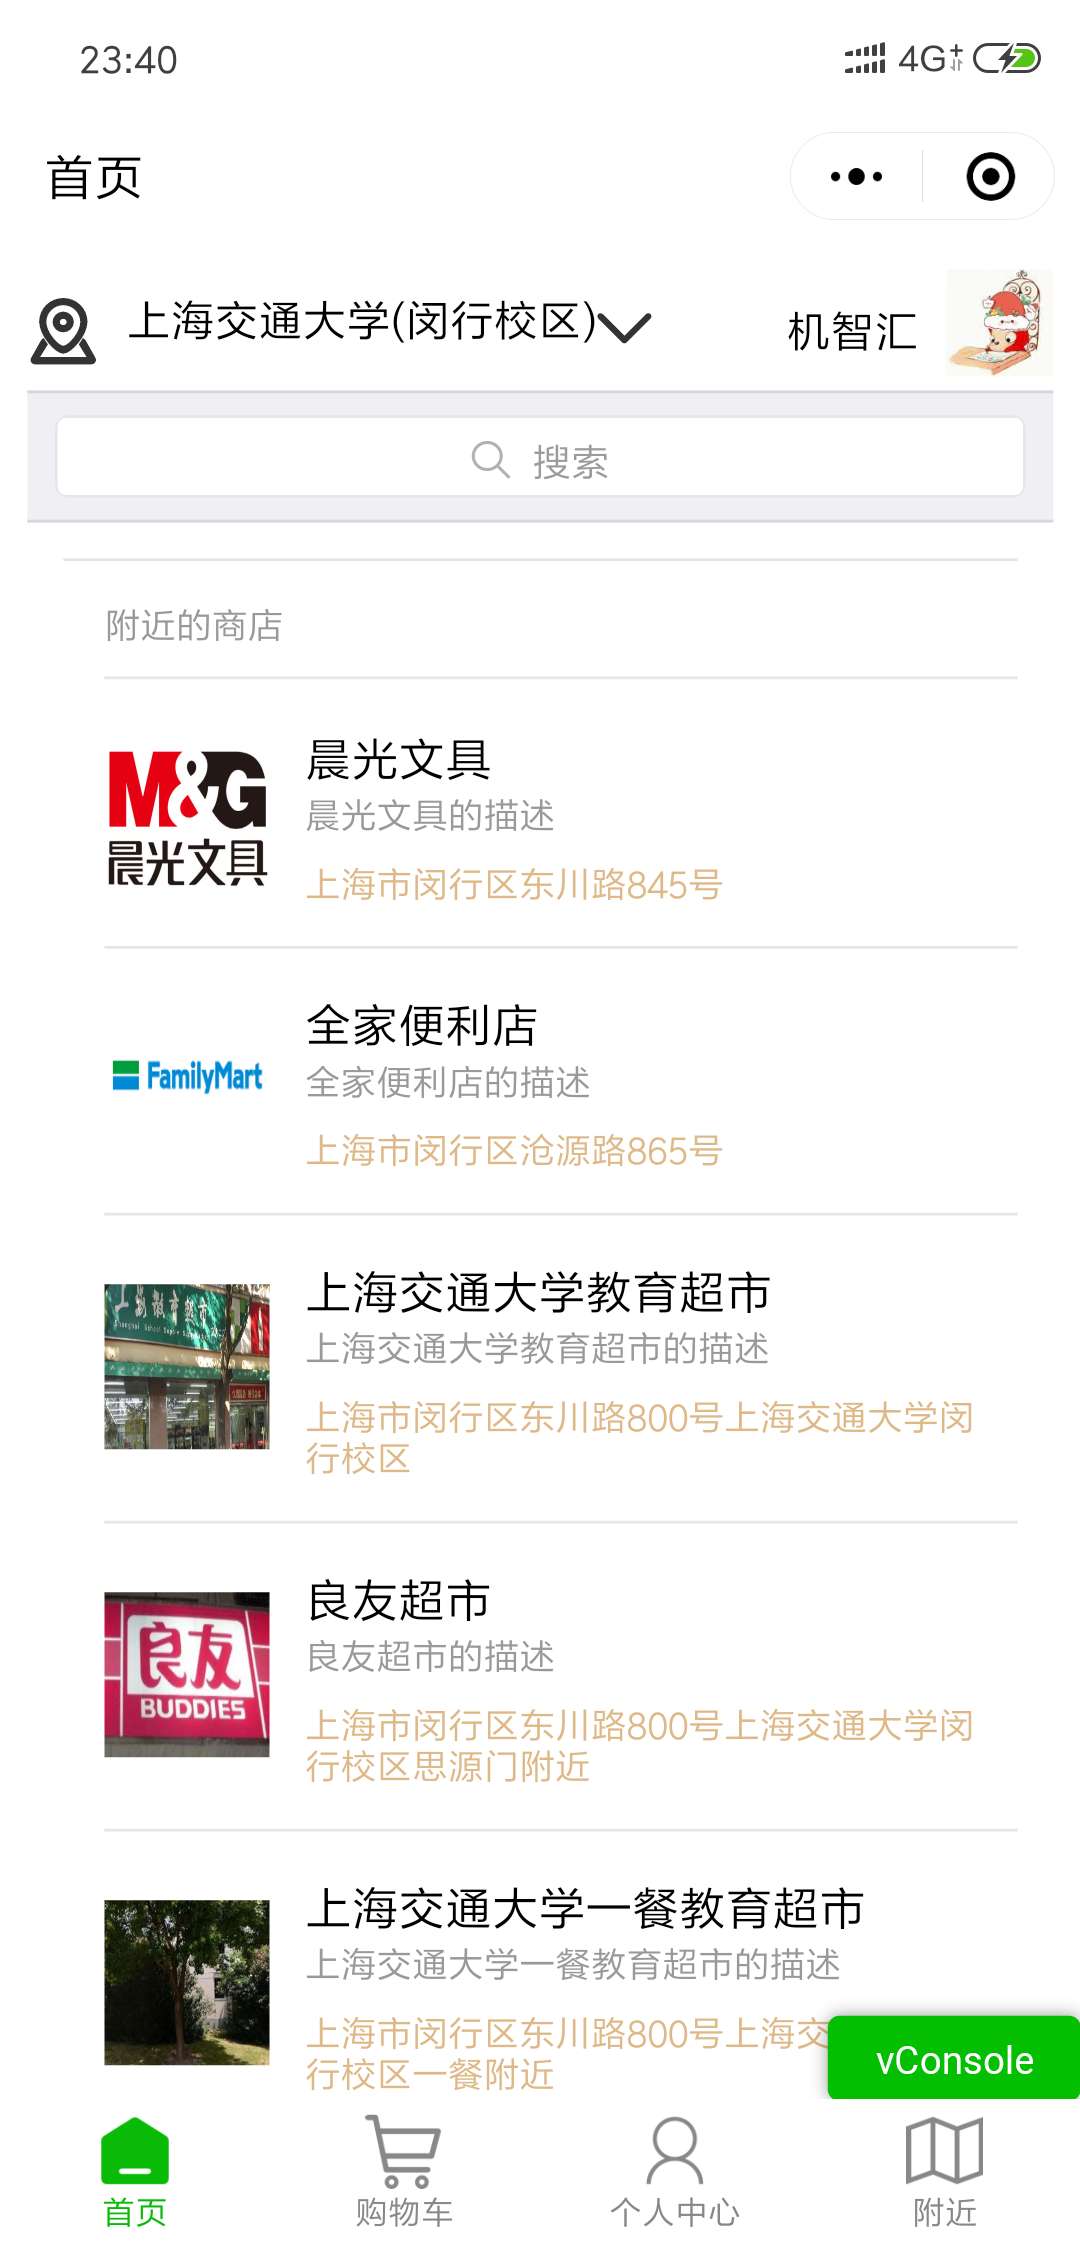 23:40
4G+
首页
上海交通大学(闵行校区)
机智汇
搜索
附近的商店
M&G
晨光文具
晨光文具
晨光文具的描述
上海市闵行区东川路845号
FamilyMart
全家便利店
全家便利店的描述
上海市闵行区沧源路865号
上海教育超市
上海交通大学教育超市
上海交通大学教育超市的描述
上海市闵行区东川路800号上海交通大学闵
行校区
良友
BUDDIES
良友超市
良友超市的描述
上海市闵行区东川路800号上海交通大学闵
行校区思源门附近
上海交通大学一餐教育超市
上海交通大学一餐教育超市的描述
上海市闵行区东川路800号上海交
行校区一餐附近
vConsole
首页
购物车
个人中心
附近